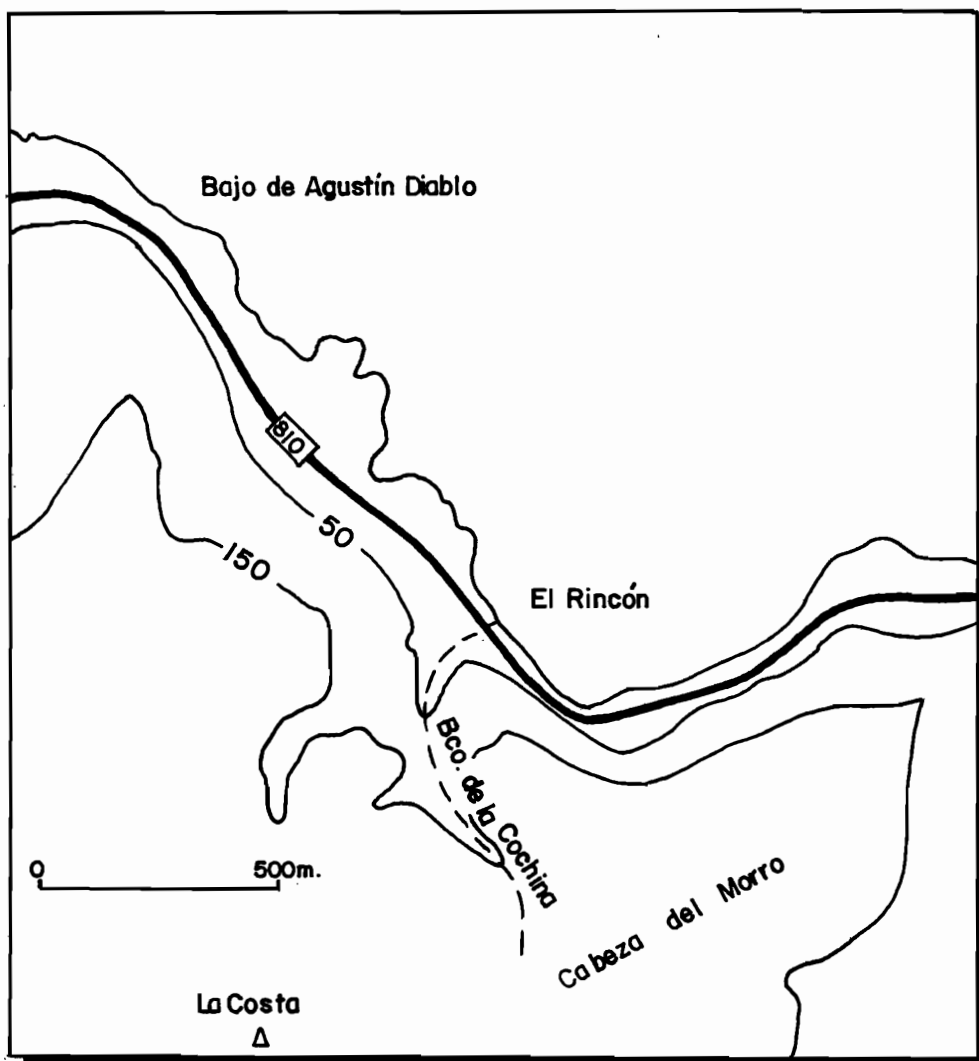 Bajo de Agustín Diablo
810
50
150
El Rincón
Bco. de la Cochina
0 500m.
Cabeza del Morro
La Costa